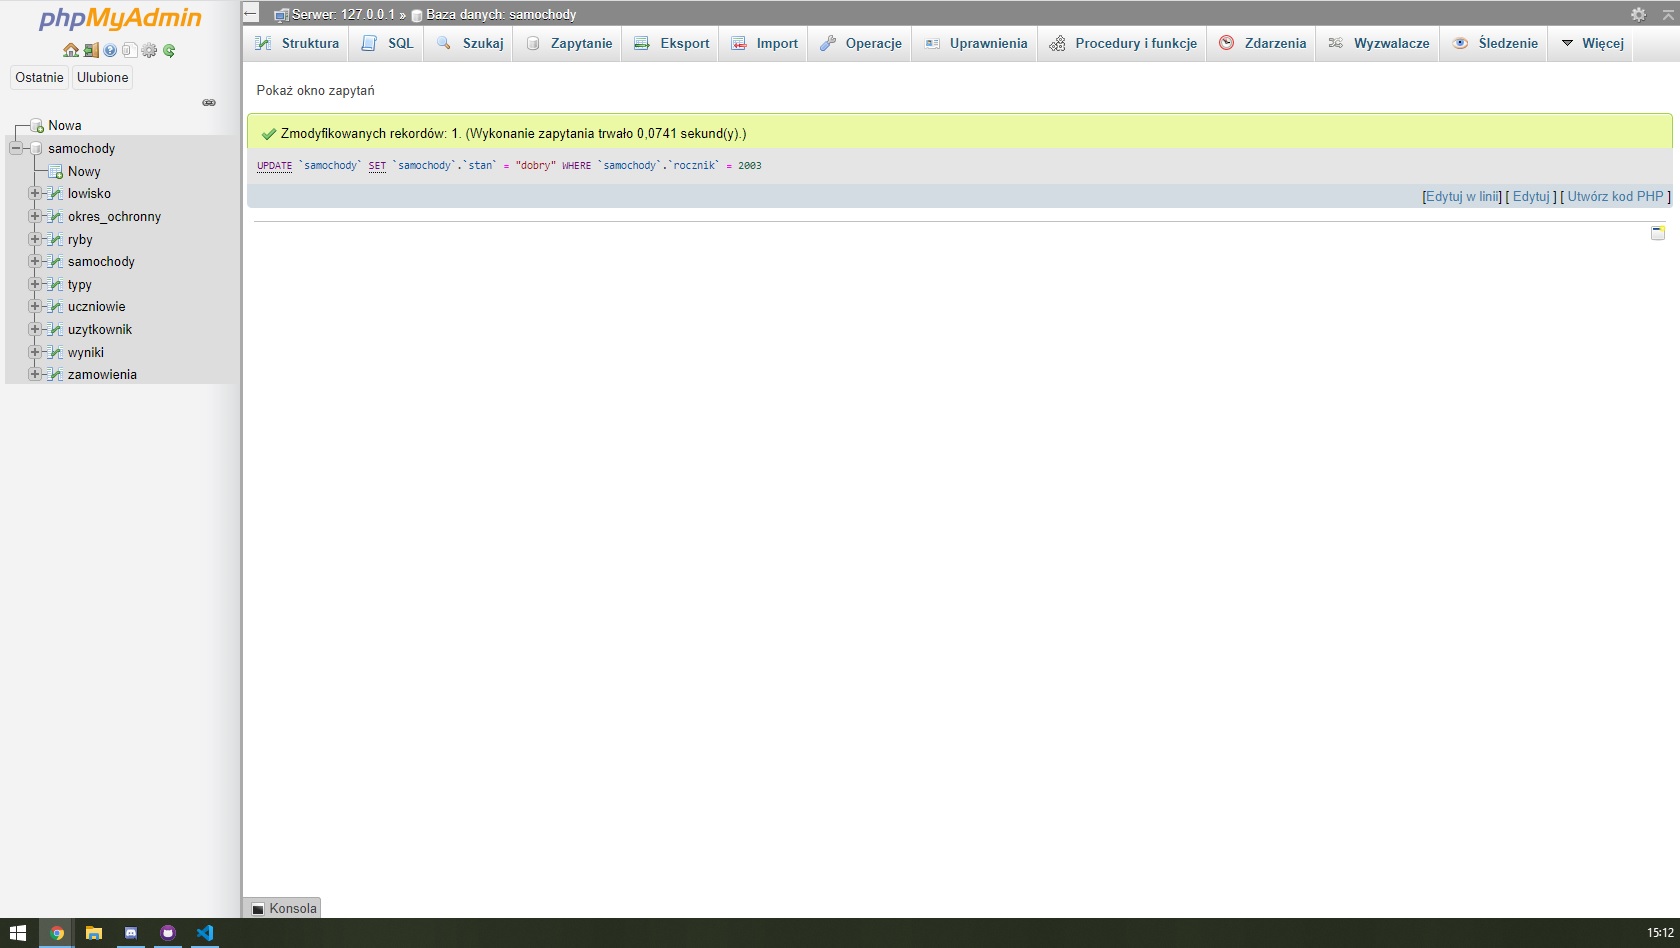 phpMyAdmin
Ostatnie Ulubione
Nowa
samochody
Nowy
lowisko
okres_ochronny
ryby
samochody
typy
uczniowie
uzytkownik
wyniki
zamowienia
Serwer: 127.0.0.1 » Baza danych: samochody
Struktura SQL Szukaj Zapytanie Eksport Import Operacje Uprawnienia Procedury i funkcje Zdarzenia Wyzwalacze Śledzenie Więcej
Pokaż okno zapytań
Zmodyfikowanych rekordów: 1. (Wykonanie zapytania trwało 0,0741 sekund(y).)
UPDATE `samochody` SET `samochody`.`stan` = "dobry" WHERE `samochody`.`rocznik` = 2003
[Edytuj w linii] [ Edytuj ] [ Utwórz kod PHP ]
Konsola
15:12